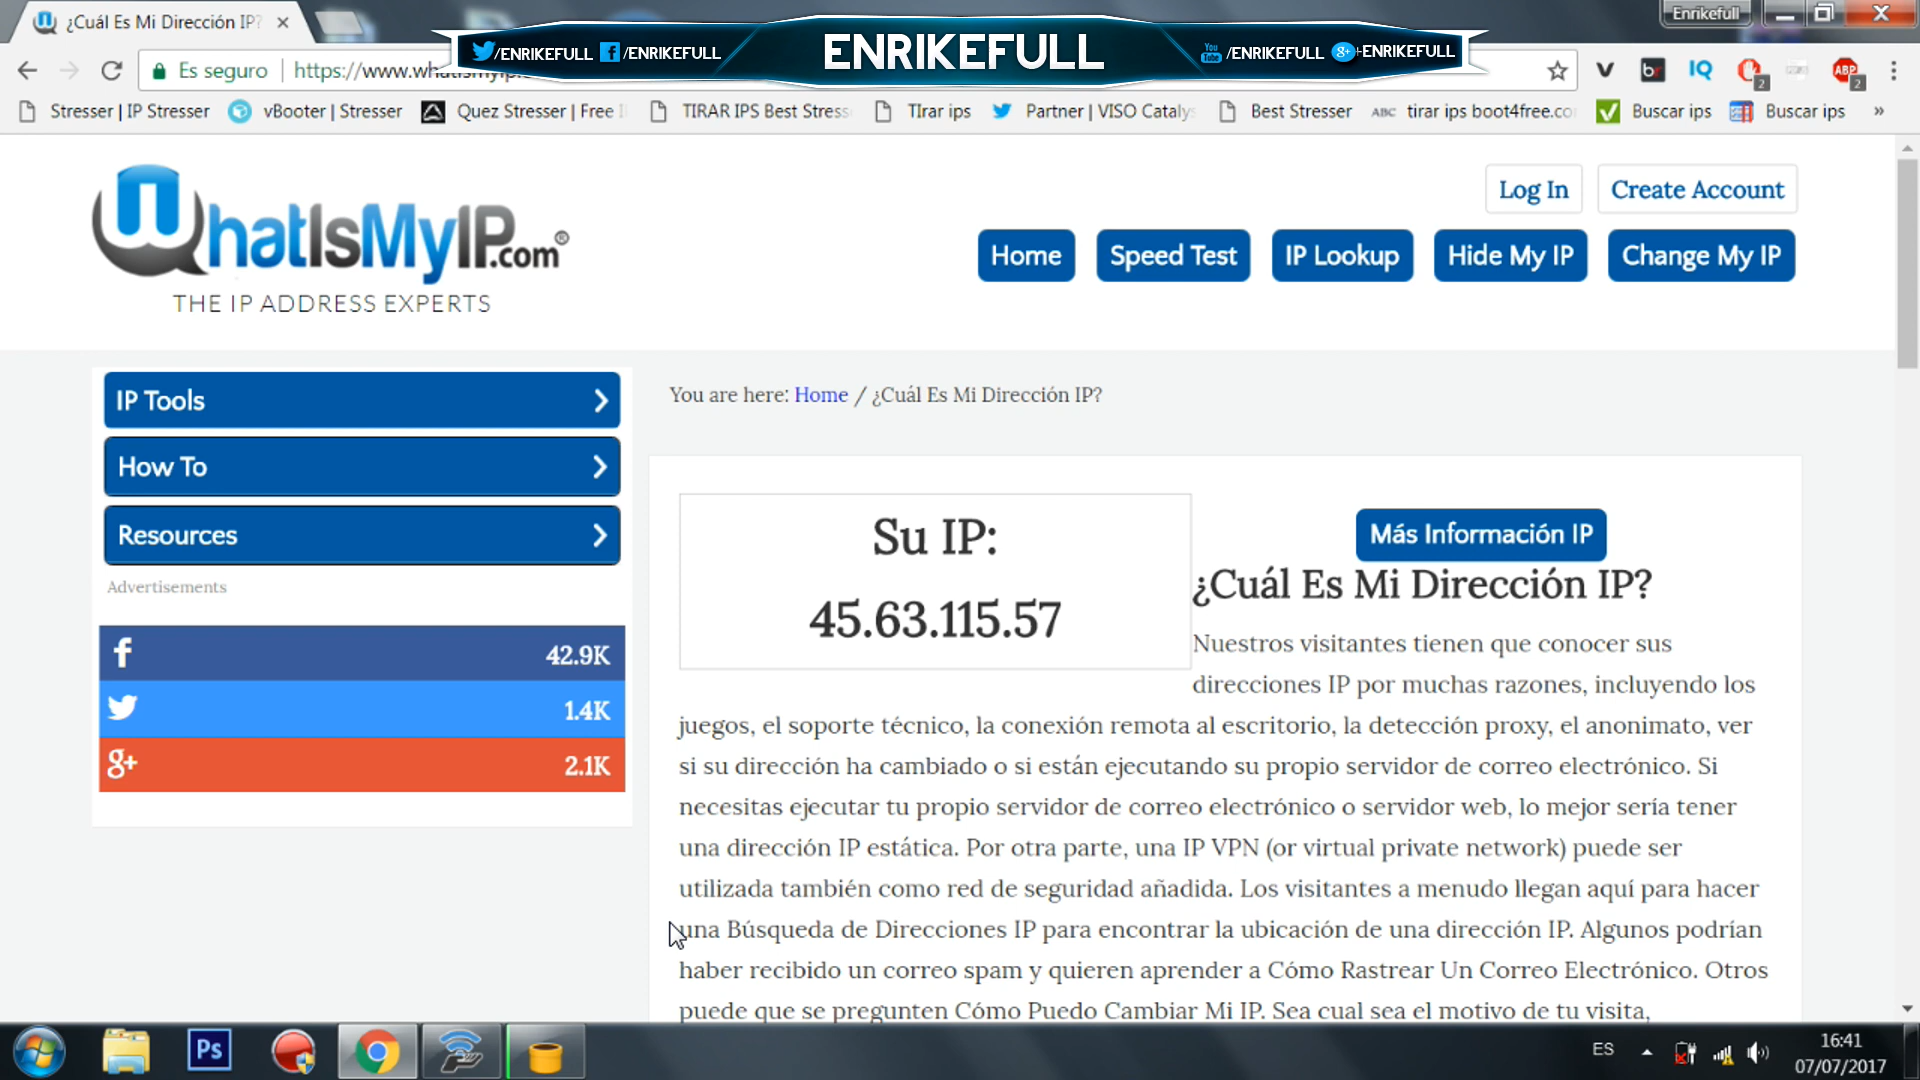 ¿Cuál Es Mi Dirección IP?
Enrikefull
/ENRIKEFULL /ENRIKEFULL
ENRIKEFULL
You Tube /ENRIKEFULL g+ +ENRIKEFULL
Es seguro https://www.whatismyip.
V br IQ 2 ABP 2
Stresser | IP Stresser vBooter | Stresser Quez Stresser | Free TIRAR IPS Best Stress TIrar ips Partner | VISO Cataly Best Stresser ABC tirar ips boot4free.co Buscar ips Buscar ips »
WhatIsMyIP.com®
THE IP ADDRESS EXPERTS
Log In Create Account
Home Speed Test IP Lookup Hide My IP Change My IP
IP Tools
How To
Resources
Advertisements
f 42.9K
1.4K
g+ 2.1K
You are here: Home / ¿Cuál Es Mi Dirección IP?
Su IP:
45.63.115.57
Más Información IP
¿Cuál Es Mi Dirección IP?
Nuestros visitantes tienen que conocer sus
direcciones IP por muchas razones, incluyendo los
juegos, el soporte técnico, la conexión remota al escritorio, la detección proxy, el anonimato, ver
si su dirección ha cambiado o si están ejecutando su propio servidor de correo electrónico. Si
necesitas ejecutar tu propio servidor de correo electrónico o servidor web, lo mejor sería tener
una dirección IP estática. Por otra parte, una IP VPN (or virtual private network) puede ser
utilizada también como red de seguridad añadida. Los visitantes a menudo llegan aquí para hacer
una Búsqueda de Direcciones IP para encontrar la ubicación de una dirección IP. Algunos podrían
haber recibido un correo spam y quieren aprender a Cómo Rastrear Un Correo Electrónico. Otros
puede que se pregunten Cómo Puedo Cambiar Mi IP. Sea cual sea el motivo de tu visita,
Ps
ES
16:41
07/07/2017